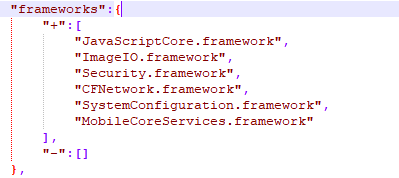 "frameworks":{
"+":[
"JavaScriptCore.framework",
"ImageIO.framework",
"Security.framework",
"CFNetwork.framework",
"SystemConfiguration.framework",
"MobileCoreServices.framework"
],
"-":[]
},